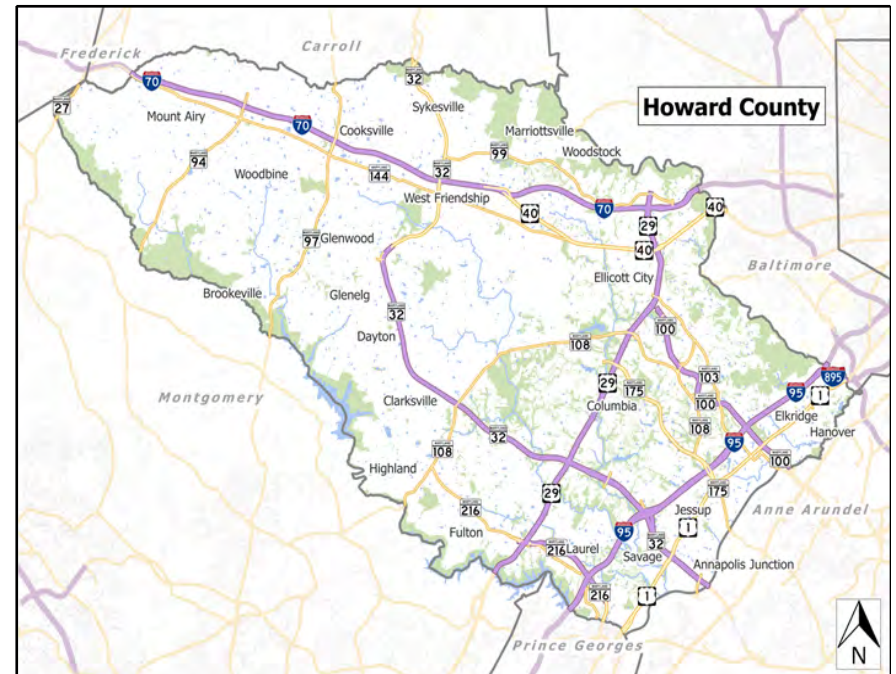 Frederick
Carroll
Howard County
70
27
32
Mount Airy
Sykesville
Cooksville
70
Marriottsville
94
99
Woodstock
Woodbine
MARYLAND
144
32
West Friendship
40
70
40
29
Glenwood
97
40
Ellicott City
Baltimore
Brookeville
Glenelg
32
Dayton
108
100
Montgomery
29
175
103
95
895
Clarksville
Columbia
100
1
Elkridge
108
Hanover
32
95
108
100
Highland
175
29
Anne Arundel
216
Jessup
Fulton
95
1
216
Laurel
32
Savage
Annapolis Junction
216
1
Prince Georges
N